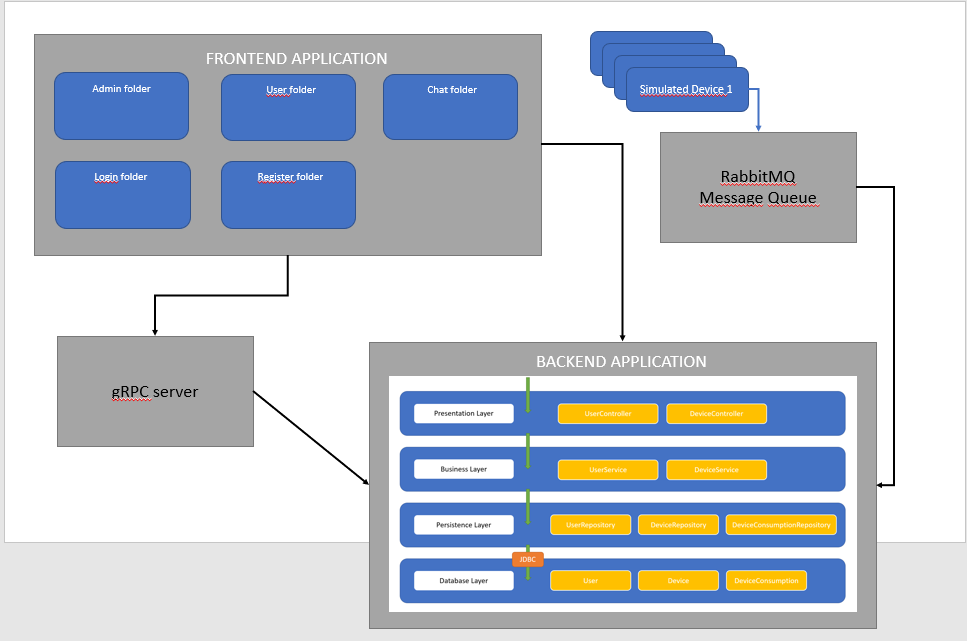 FRONTEND APPLICATION
Admin folder
User folder
Chat folder
Login folder
Register folder
Simulated Device 1
RabbitMQ
Message Queue
gRPC server
BACKEND APPLICATION
Presentation Layer
UserController
DeviceController
Business Layer
UserService
DeviceService
Persistence Layer
UserRepository
DeviceRepository
DeviceConsumptionRepository
JDBC
Database Layer
User
Device
DeviceConsumption